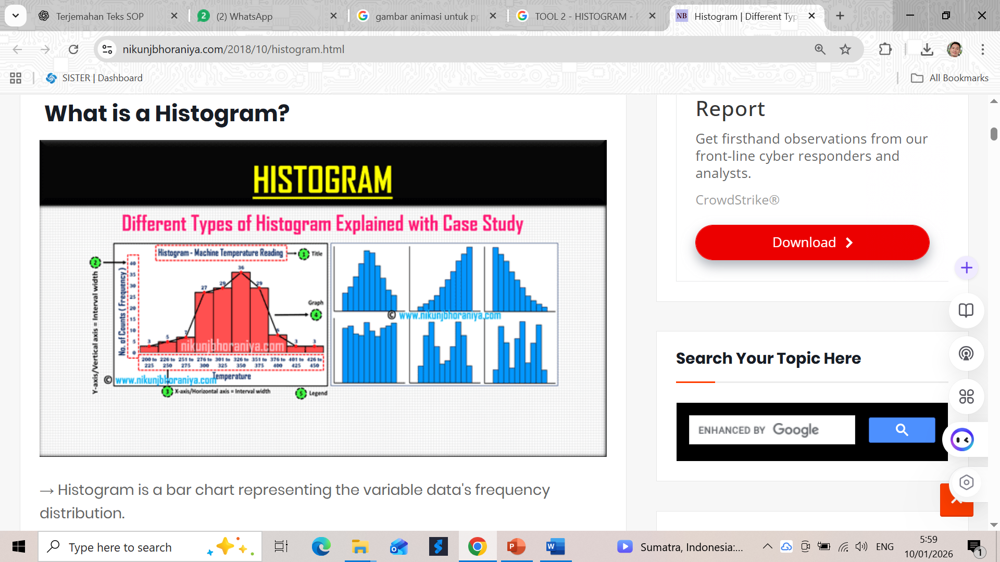 Terjemahan Teks SOP
2
(2) WhatsApp
gambar animasi untuk pp
TOOL 2 - HISTOGRAM -
NB
Histogram | Different Typ
nikunjbhoraniya.com/2018/10/histogram.html
SISTER | Dashboard
All Bookmarks
What is a Histogram?
HISTOGRAM
Different Types of Histogram Explained with Case Study
Histogram - Machine Temperature Reading
1
Title
2
Y-axis/Vertical axis = Interval width
No. of Counts ( Frequency )
40
35
30
25
20
15
10
5
0
3
5
7
27
29
36
29
6
3
3
Graph
4
nikunjbhoraniya.com
200 to 226 to 251 to 276 to 301 to 326 to 351 to 376 to 401 to 426 to
225 250 275 300 325 350 375 400 425 450
Temperature
© www.nikunjbhoraniya.com
3
X-axis/Horizontal axis = Interval width
5
Legend
© www.nikunjbhoraniya.com
→ Histogram is a bar chart representing the variable data's frequency
distribution.
Report
Get firsthand observations from our
front-line cyber responders and
analysts.
CrowdStrike®
Download
Search Your Topic Here
ENHANCED BY Google
Type here to search
Sumatra, Indonesia:...
ENG
5:59
10/01/2026
1